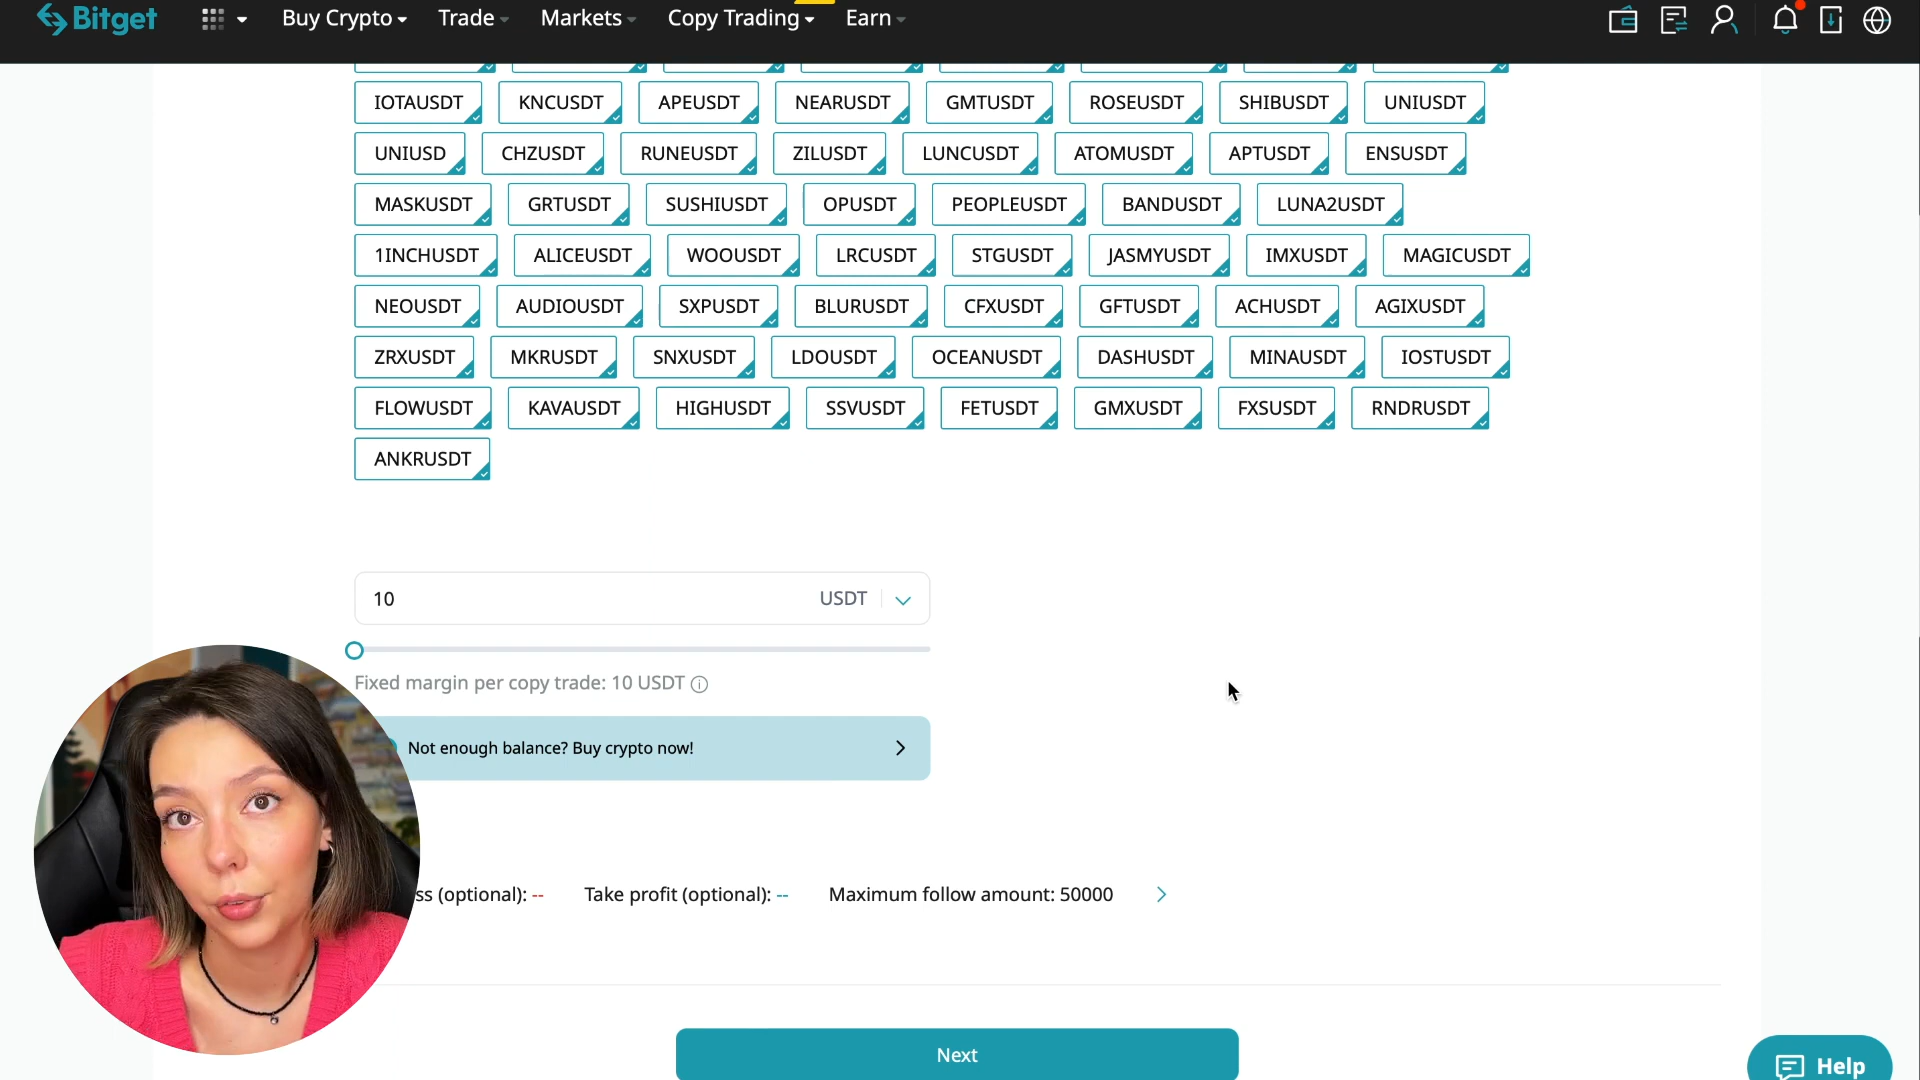 Bitget Buy Crypto Trade Markets Copy Trading Earn
IOTAUSDT KNCUSDT APEUSDT NEARUSDT GMTUSDT ROSEUSDT SHIBUSDT UNIUSDT
UNIUSD CHZUSDT RUNEUSDT ZILUSDT LUNCUSDT ATOMUSDT APTUSDT ENSUSDT
MASKUSDT GRTUSDT SUSHIUSDT OPUSDT PEOPLEUSDT BANDUSDT LUNA2USDT
1INCHUSDT ALICEUSDT WOOUSDT LRCUSDT STGUSDT JASMYUSDT IMXUSDT MAGICUSDT
NEOUSDT AUDIOUSDT SXPUSDT BLURUSDT CFXUSDT GFTUSDT ACHUSDT AGIXUSDT
ZRXUSDT MKRUSDT SNXUSDT LDOUSDT OCEANUSDT DASHUSDT MINAUSDT IOSTUSDT
FLOWUSDT KAVAUSDT HIGHUSDT SSVUSDT FETUSDT GMXUSDT FXSUSDT RNDRUSDT
ANKRUSDT
10 USDT
Fixed margin per copy trade: 10 USDT
Not enough balance? Buy crypto now!
ss (optional): -- Take profit (optional): -- Maximum follow amount: 50000
Next
Help